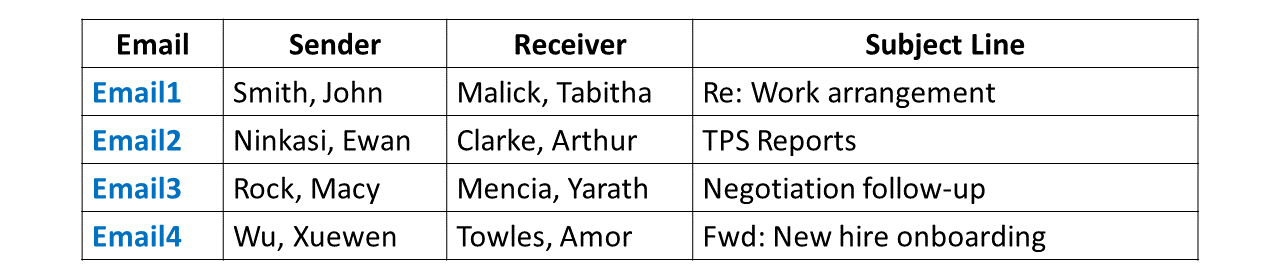 Email Sender Receiver Subject Line
Email1 Smith, John Malick, Tabitha Re: Work arrangement
Email2 Ninkasi, Ewan Clarke, Arthur TPS Reports
Email3 Rock, Macy Mencia, Yarath Negotiation follow-up
Email4 Wu, Xuewen Towles, Amor Fwd: New hire onboarding